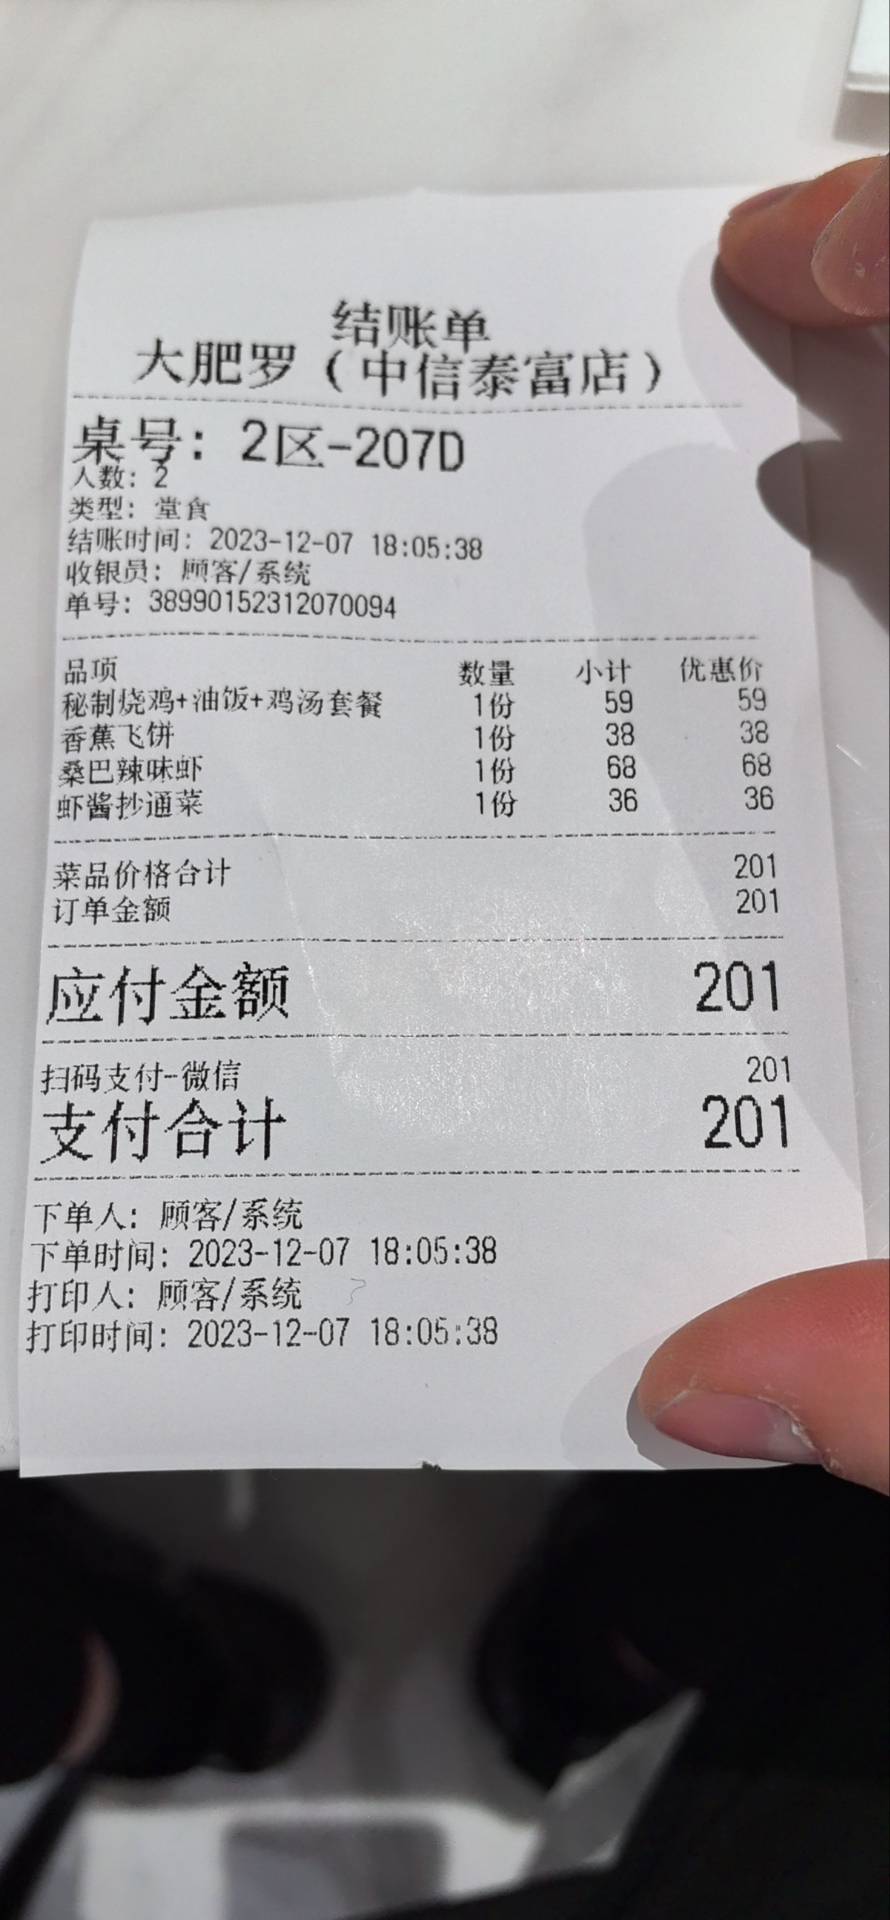 结账单
大肥罗（中信泰富店）
桌号：2区-207D
人数：2
类型：堂食
结账时间：2023-12-07 18:05:38
收银员：顾客/系统
单号：38990152312070094
品项 数量 小计 优惠价
秘制烧鸡+油饭+鸡汤套餐 1份 59 59
香蕉飞饼 1份 38 38
桑巴辣味虾 1份 68 68
虾酱抄通菜 1份 36 36
菜品价格合计 201
订单金额 201
应付金额 201
扫码支付-微信 201
支付合计 201
下单人：顾客/系统
下单时间：2023-12-07 18:05:38
打印人：顾客/系统
打印时间：2023-12-07 18:05:38